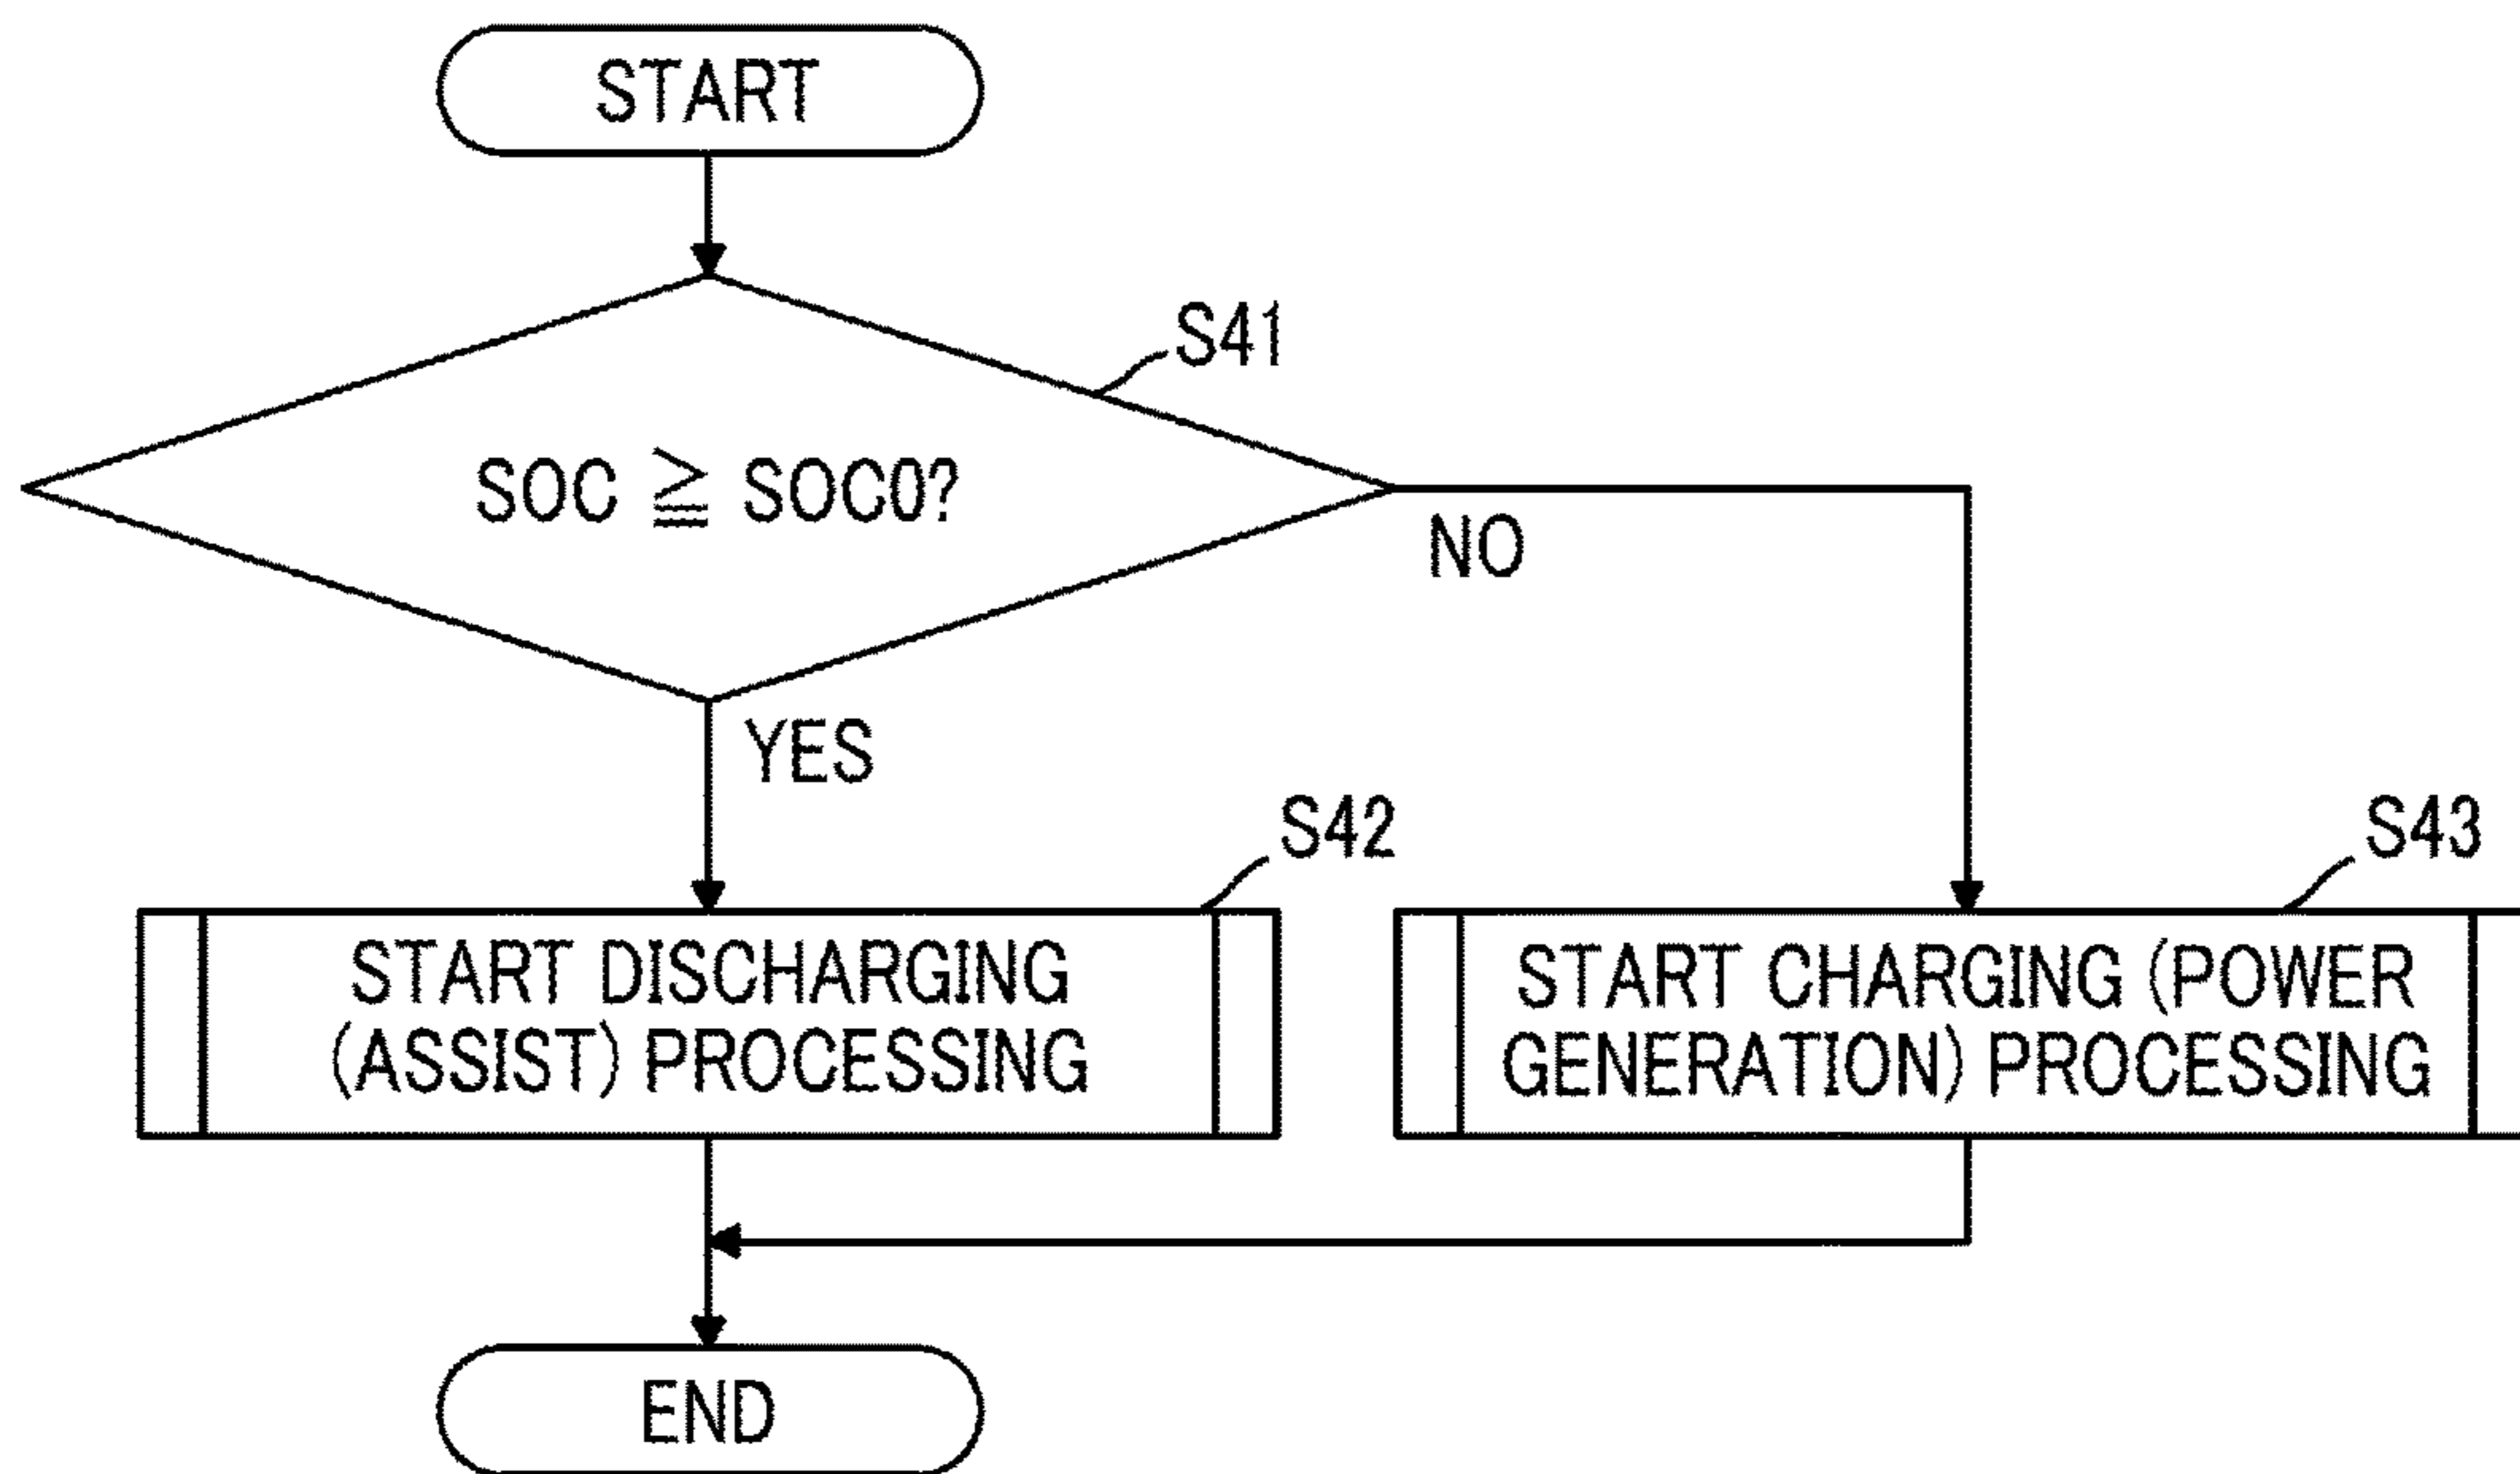 START
S41
SOC ≧ SOC0?
NO
YES
S42
S43
START DISCHARGING
(ASSIST) PROCESSING
START CHARGING (POWER
GENERATION) PROCESSING
END